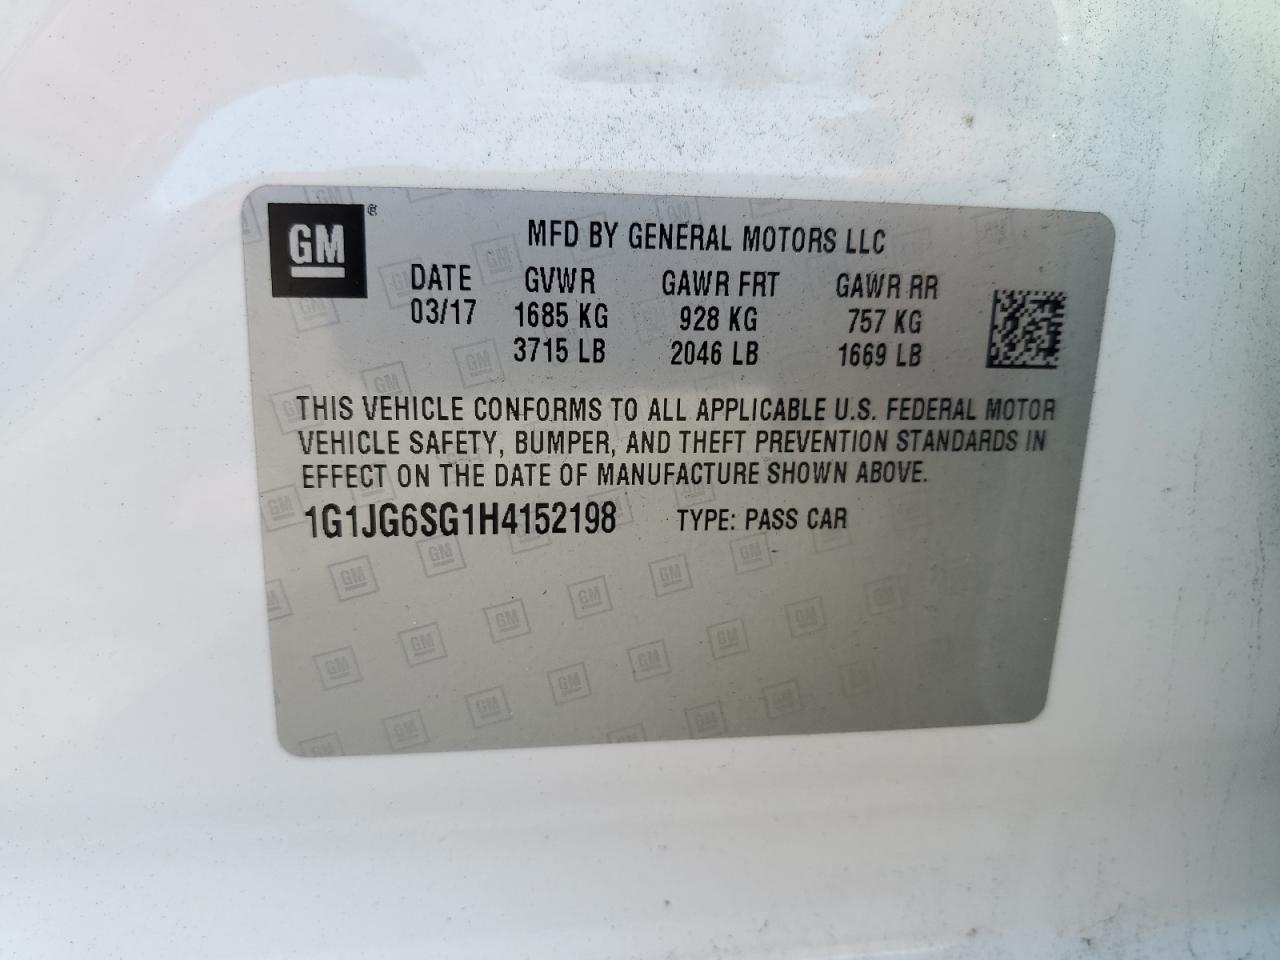 GM
MFD BY GENERAL MOTORS LLC
DATE GVWR GAWR FRT GAWR RR
03/17 1685 KG 928 KG 757 KG
3715 LB 2046 LB 1669 LB
THIS VEHICLE CONFORMS TO ALL APPLICABLE U.S. FEDERAL MOTOR
VEHICLE SAFETY, BUMPER, AND THEFT PREVENTION STANDARDS IN
EFFECT ON THE DATE OF MANUFACTURE SHOWN ABOVE.
1G1JG6SG1H4152198 TYPE: PASS CAR